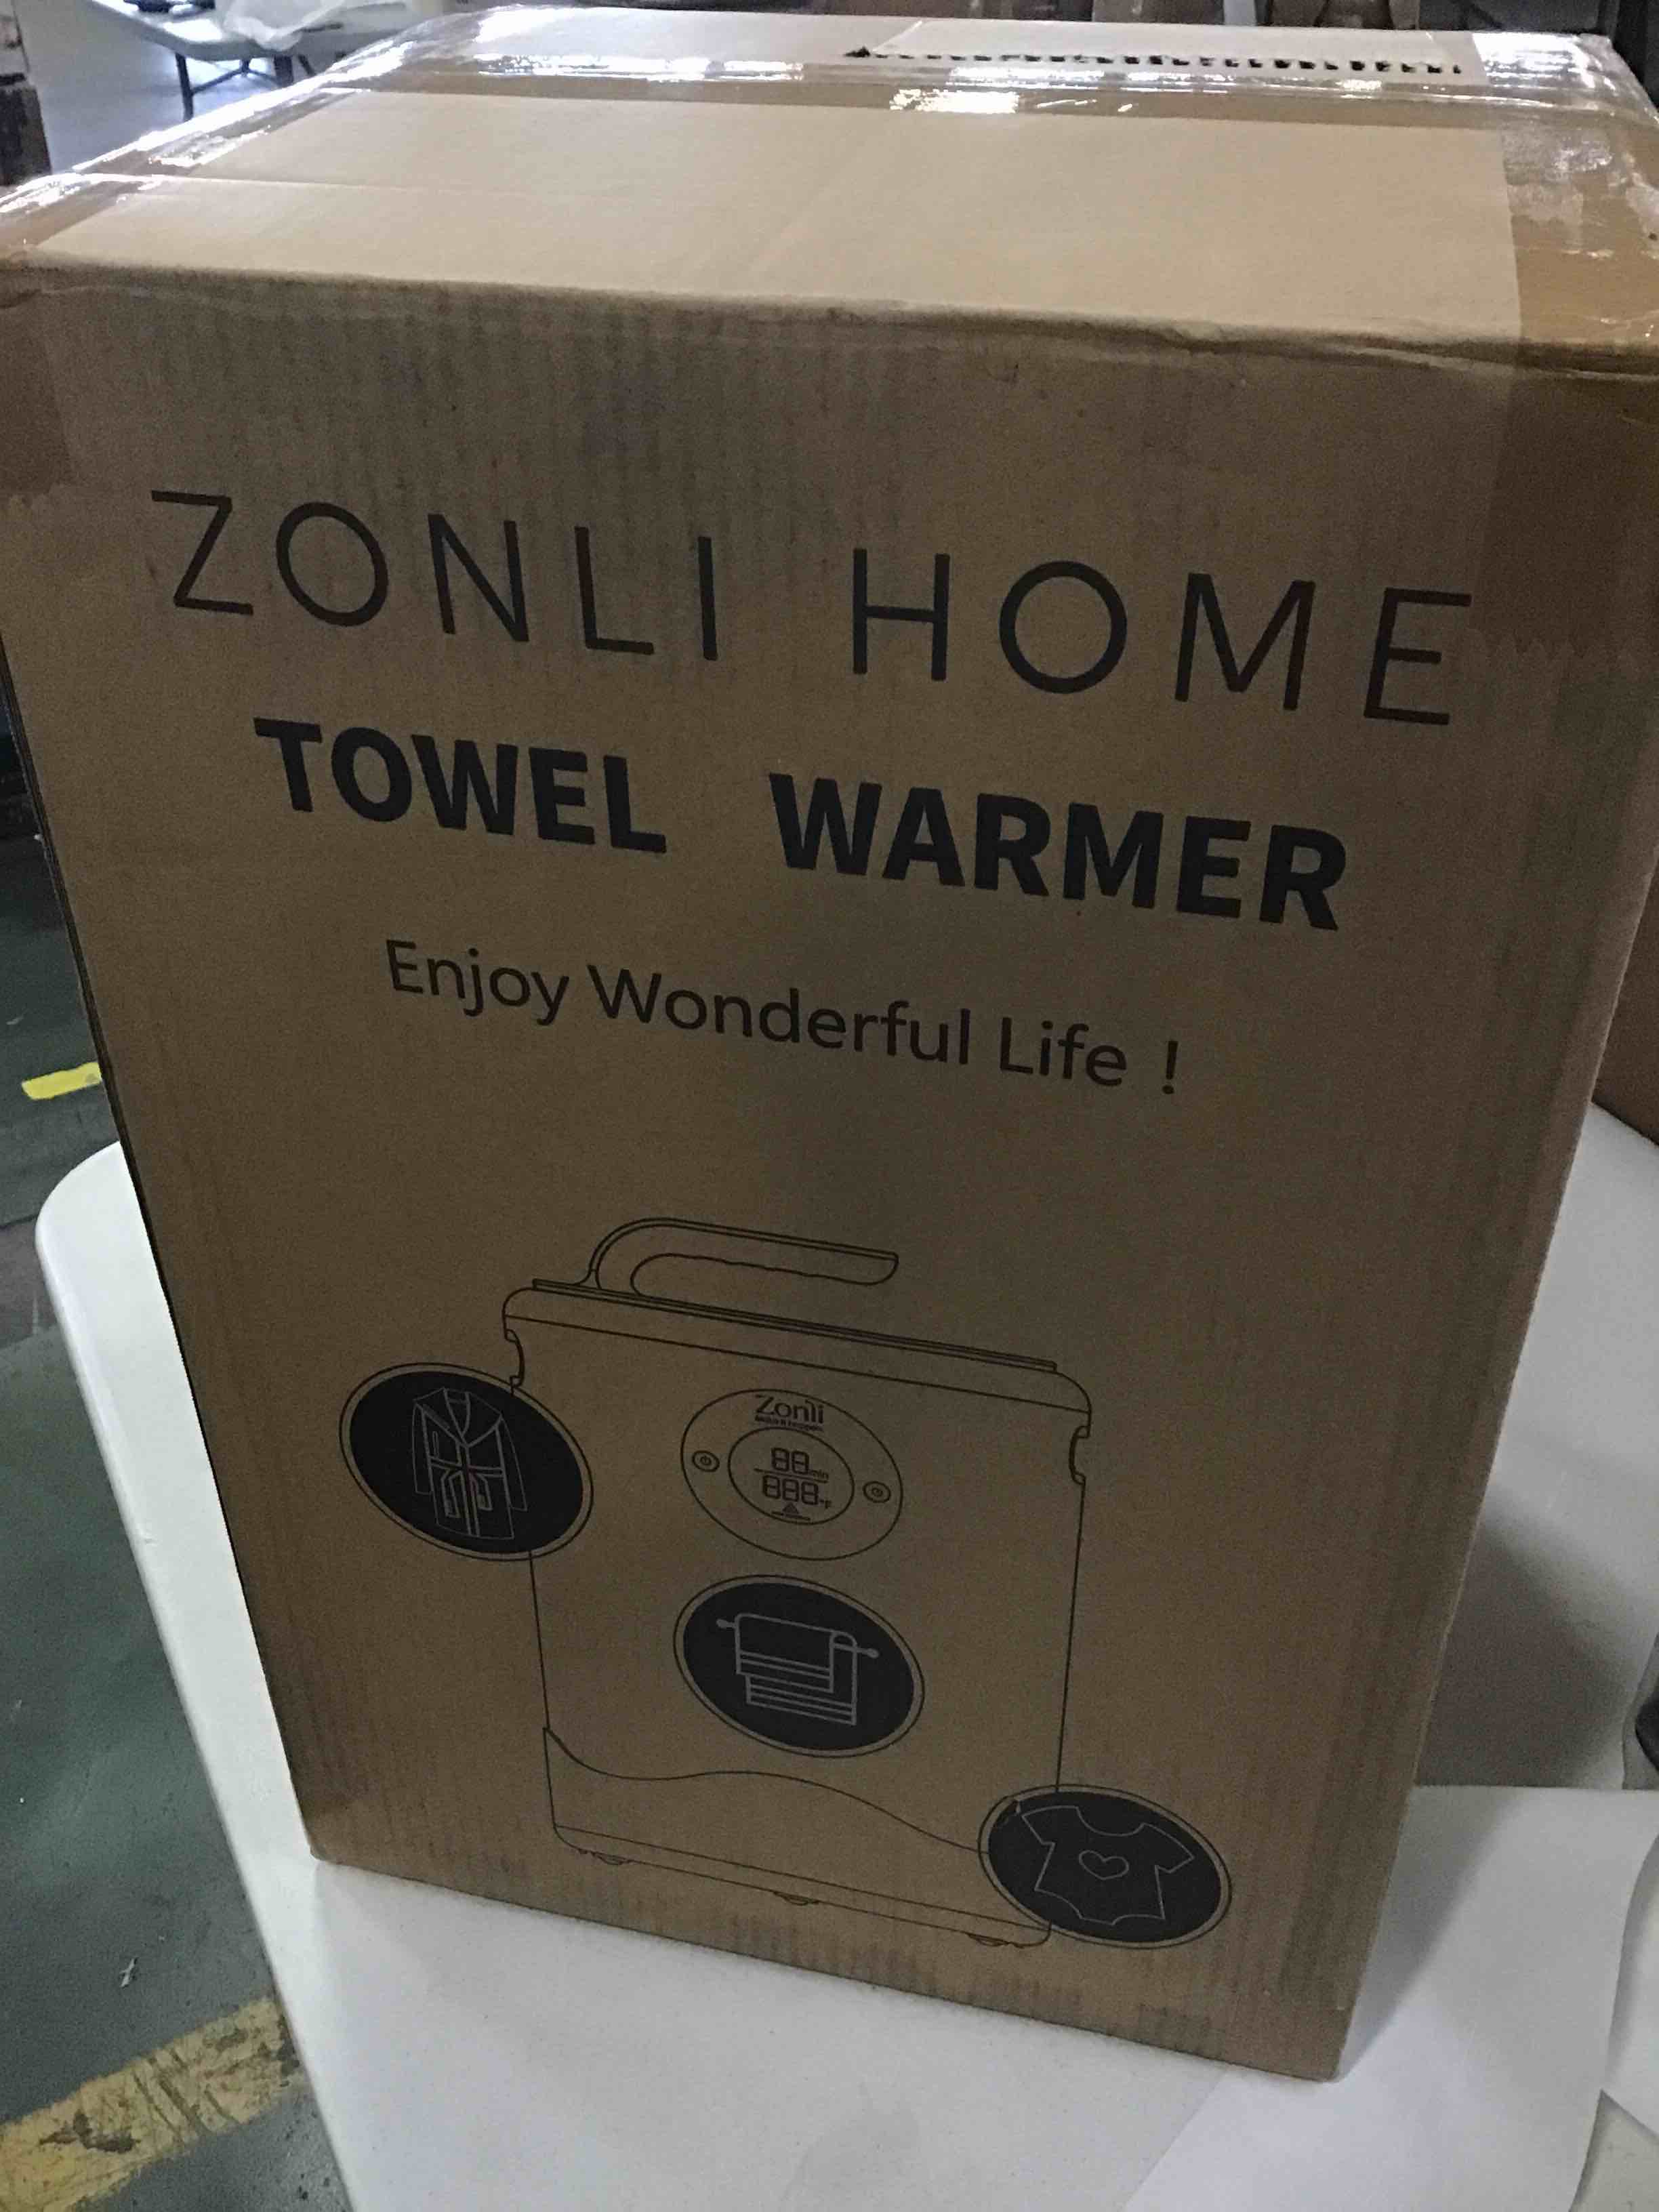 ZONLI HOME
TOWEL WARMER
Enjoy Wonderful Life !
Zonli
88min
888°F